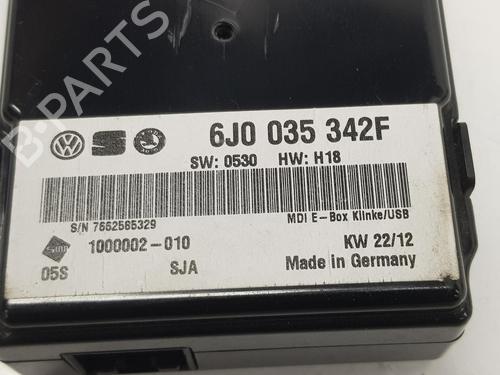 B-PARTS
6J0 035 342F
SW: 0530 HW: H18
S/N 7662565329
MDI E-Box Klinke/USB
1000002-010
KW 22/12
05S
SJA
Made in Germany